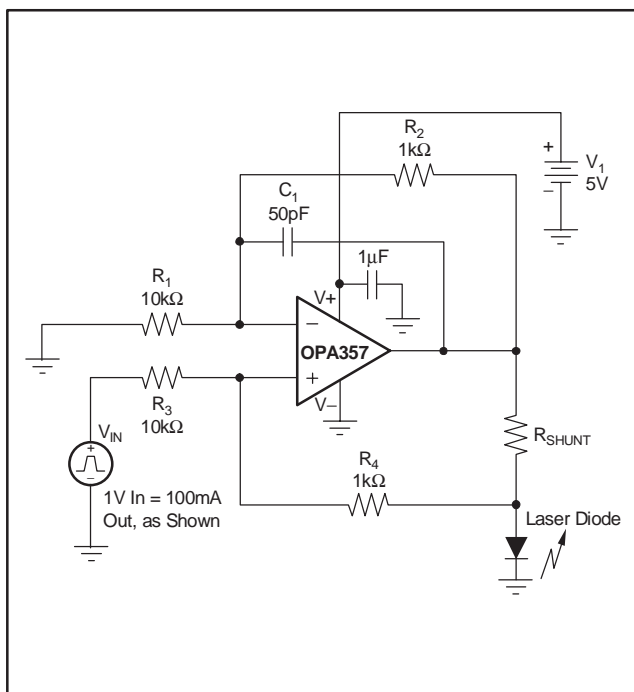 R2
1kΩ
+
V1
−
5V
C1
50pF
1µF
R1
10kΩ
V+
−
OPA357
+
V−
R3
10kΩ
VIN
+
−
1V In = 100mA
Out, as Shown
R4
1kΩ
RSHUNT
Laser Diode